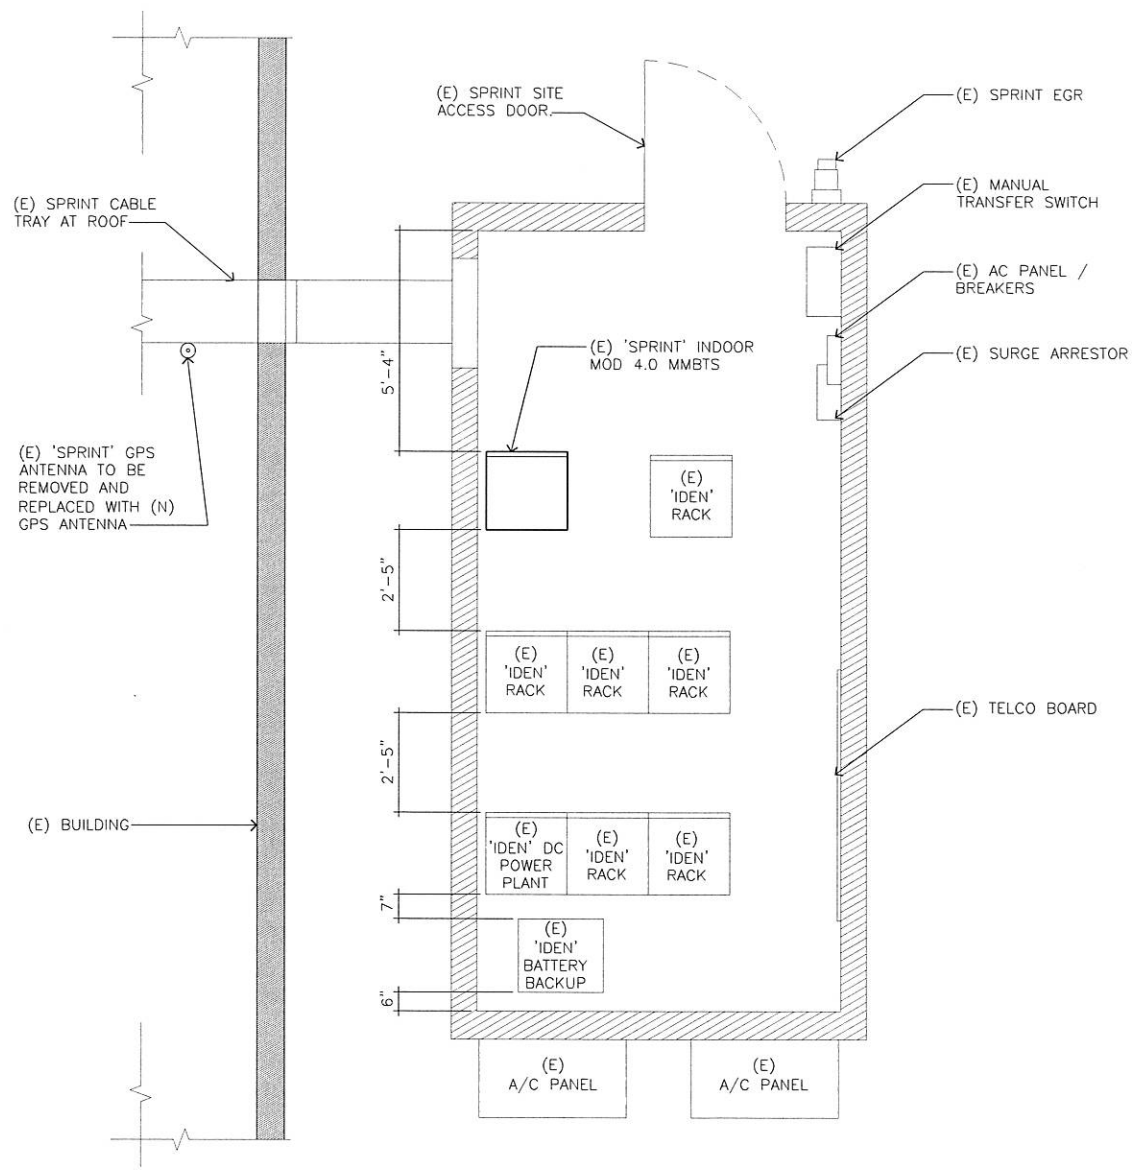 (E) SPRINT SITE
ACCESS DOOR.
(E) SPRINT EGR
(E) MANUAL
TRANSFER SWITCH
(E) SPRINT CABLE
TRAY AT ROOF
(E) AC PANEL /
BREAKERS
(E) 'SPRINT' INDOOR
MOD 4.0 MMBTS
(E) SURGE ARRESTOR
5'-4"
(E) 'SPRINT' GPS
ANTENNA TO BE
REMOVED AND
REPLACED WITH (N)
GPS ANTENNA
(E)
'IDEN'
RACK
2'-5"
(E)
'IDEN'
RACK
(E)
'IDEN'
RACK
(E)
'IDEN'
RACK
(E) TELCO BOARD
2'-5"
(E) BUILDING
(E)
'IDEN' DC
POWER
PLANT
(E)
'IDEN'
RACK
(E)
'IDEN'
RACK
7"
(E)
'IDEN'
BATTERY
BACKUP
6"
(E)
A/C PANEL
(E)
A/C PANEL